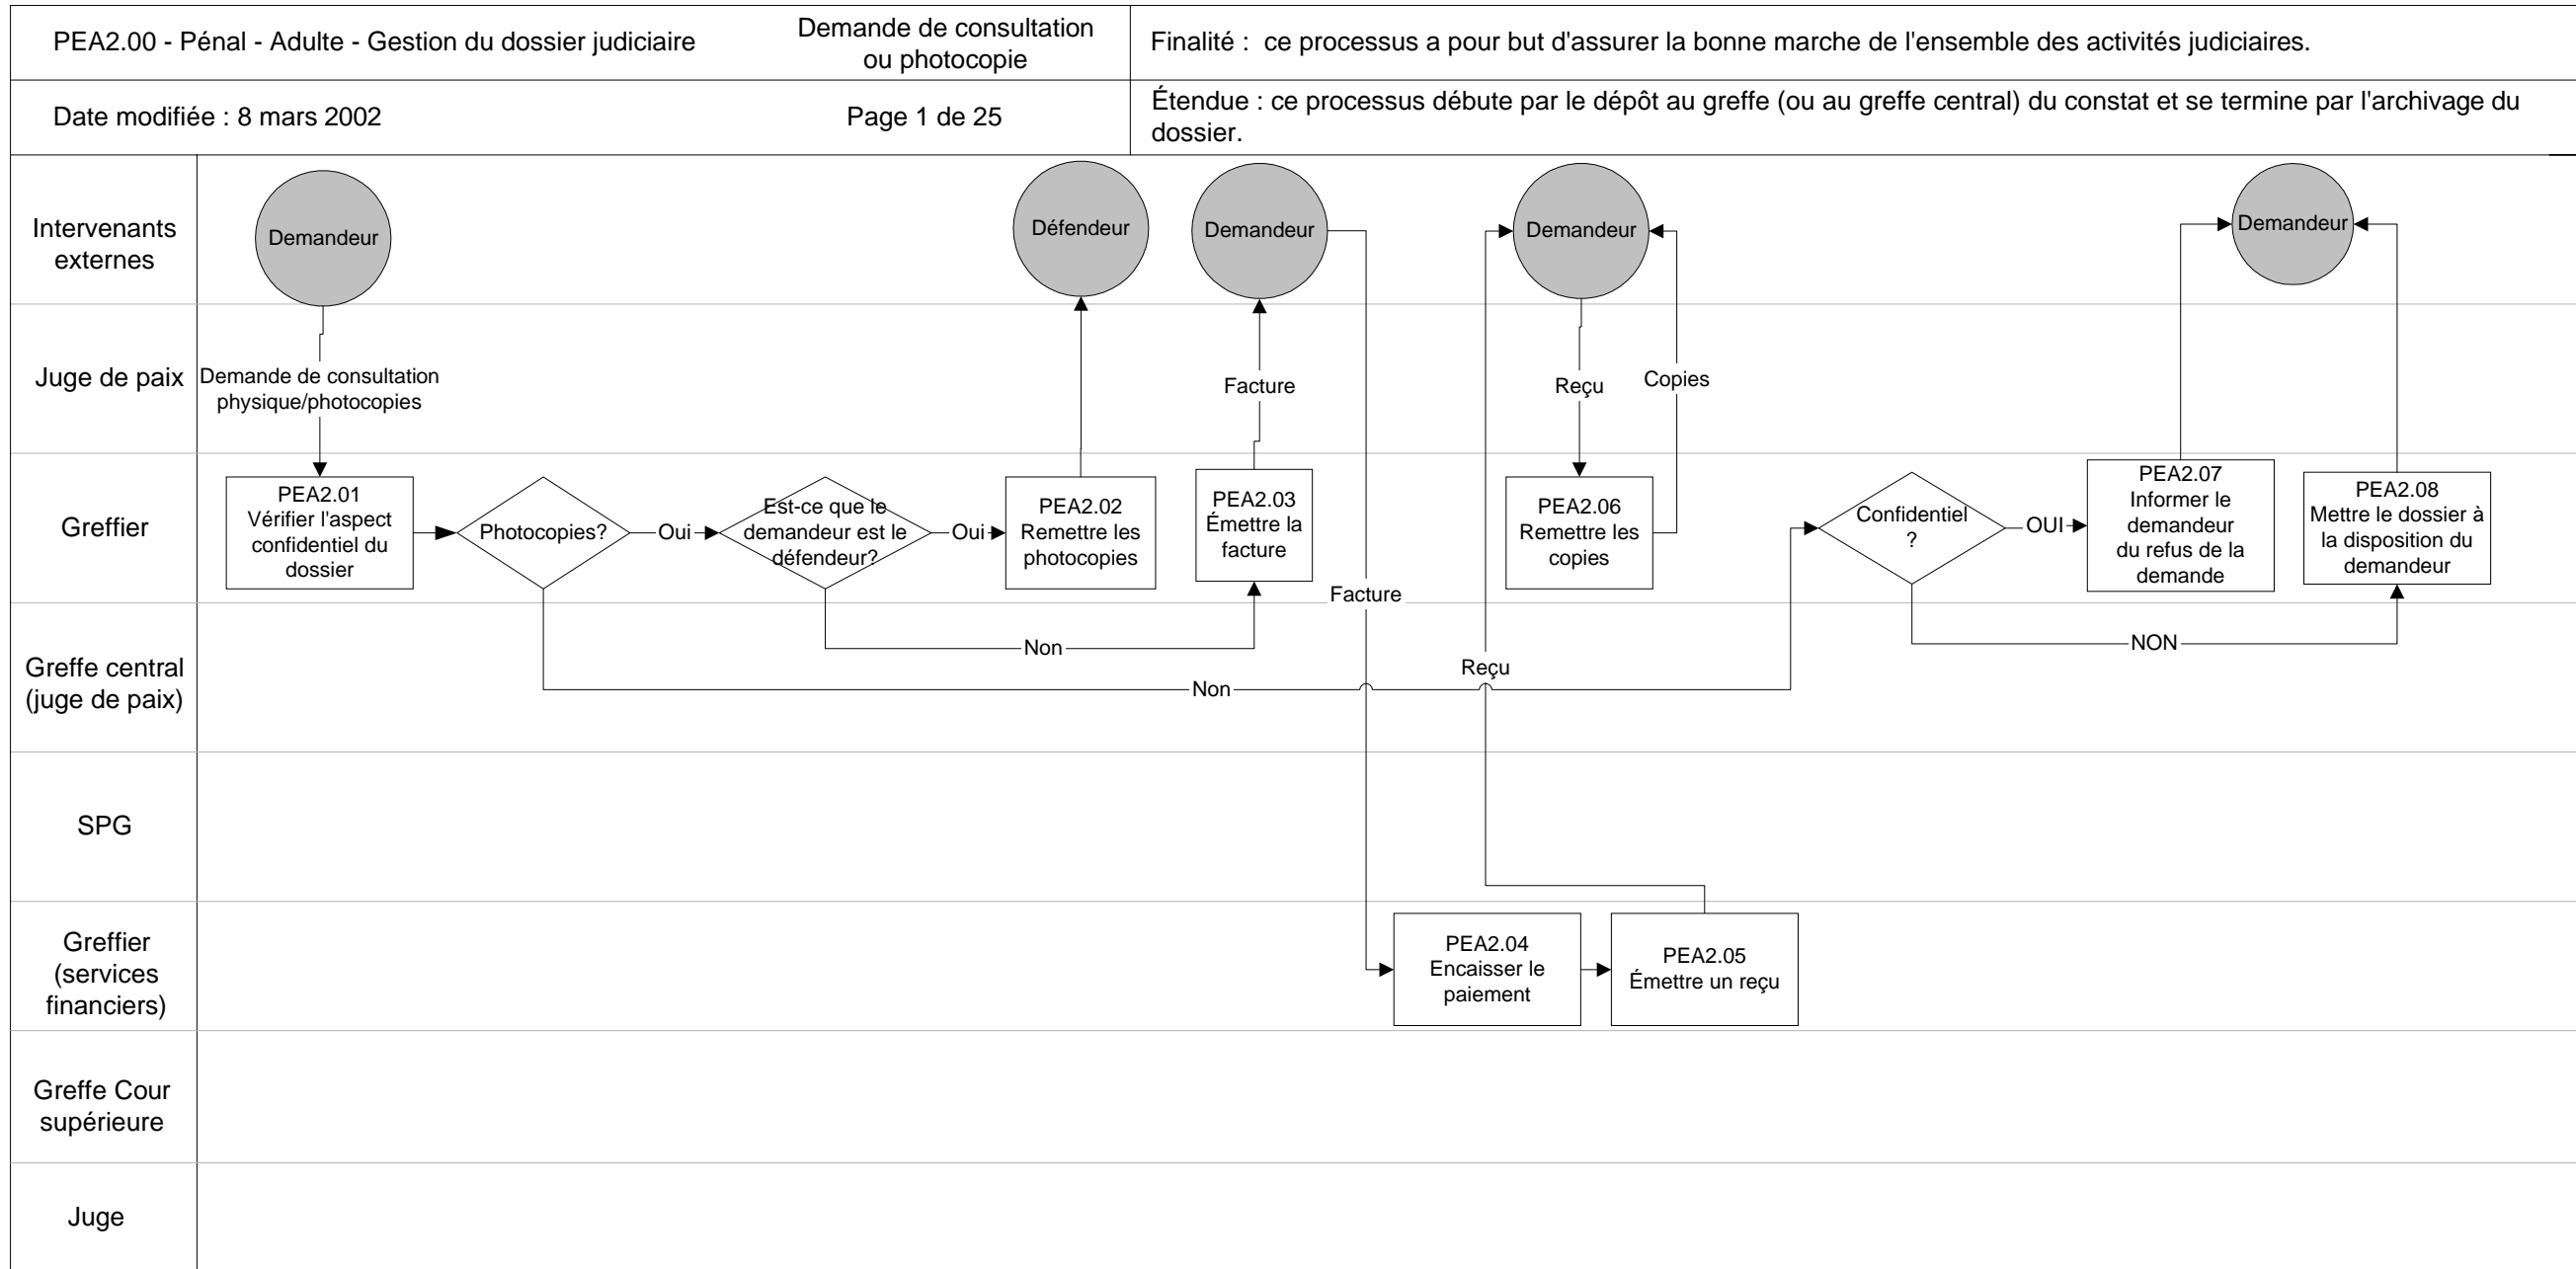 PEA2.00 - Pénal - Adulte - Gestion du dossier judiciaire
Demande de consultation
ou photocopie
Finalité :  ce processus a pour but d'assurer la bonne marche de l'ensemble des activités judiciaires.
Date modifiée : 8 mars 2002
Page 1 de 25
Étendue : ce processus débute par le dépôt au greffe (ou au greffe central) du constat et se termine par l'archivage du
dossier.
Intervenants
externes
Demandeur
Défendeur
Demandeur
Demandeur
Demandeur
Juge de paix
Demande de consultation
physique/photocopies
Facture
Reçu
Copies
Greffier
PEA2.01
Vérifier l'aspect
confidentiel du
dossier
Photocopies?
Oui
Est-ce que le
demandeur est le
défendeur?
Oui
PEA2.02
Remettre les
photocopies
PEA2.03
Émettre la
facture
Facture
PEA2.06
Remettre les
copies
Confidentiel
?
OUI
PEA2.07
Informer le
demandeur
du refus de la
demande
PEA2.08
Mettre le dossier à
la disposition du
demandeur
Greffe central
(juge de paix)
Non
Non
Reçu
NON
SPG
Greffier
(services
financiers)
PEA2.04
Encaisser le
paiement
PEA2.05
Émettre un reçu
Greffe Cour
supérieure
Juge